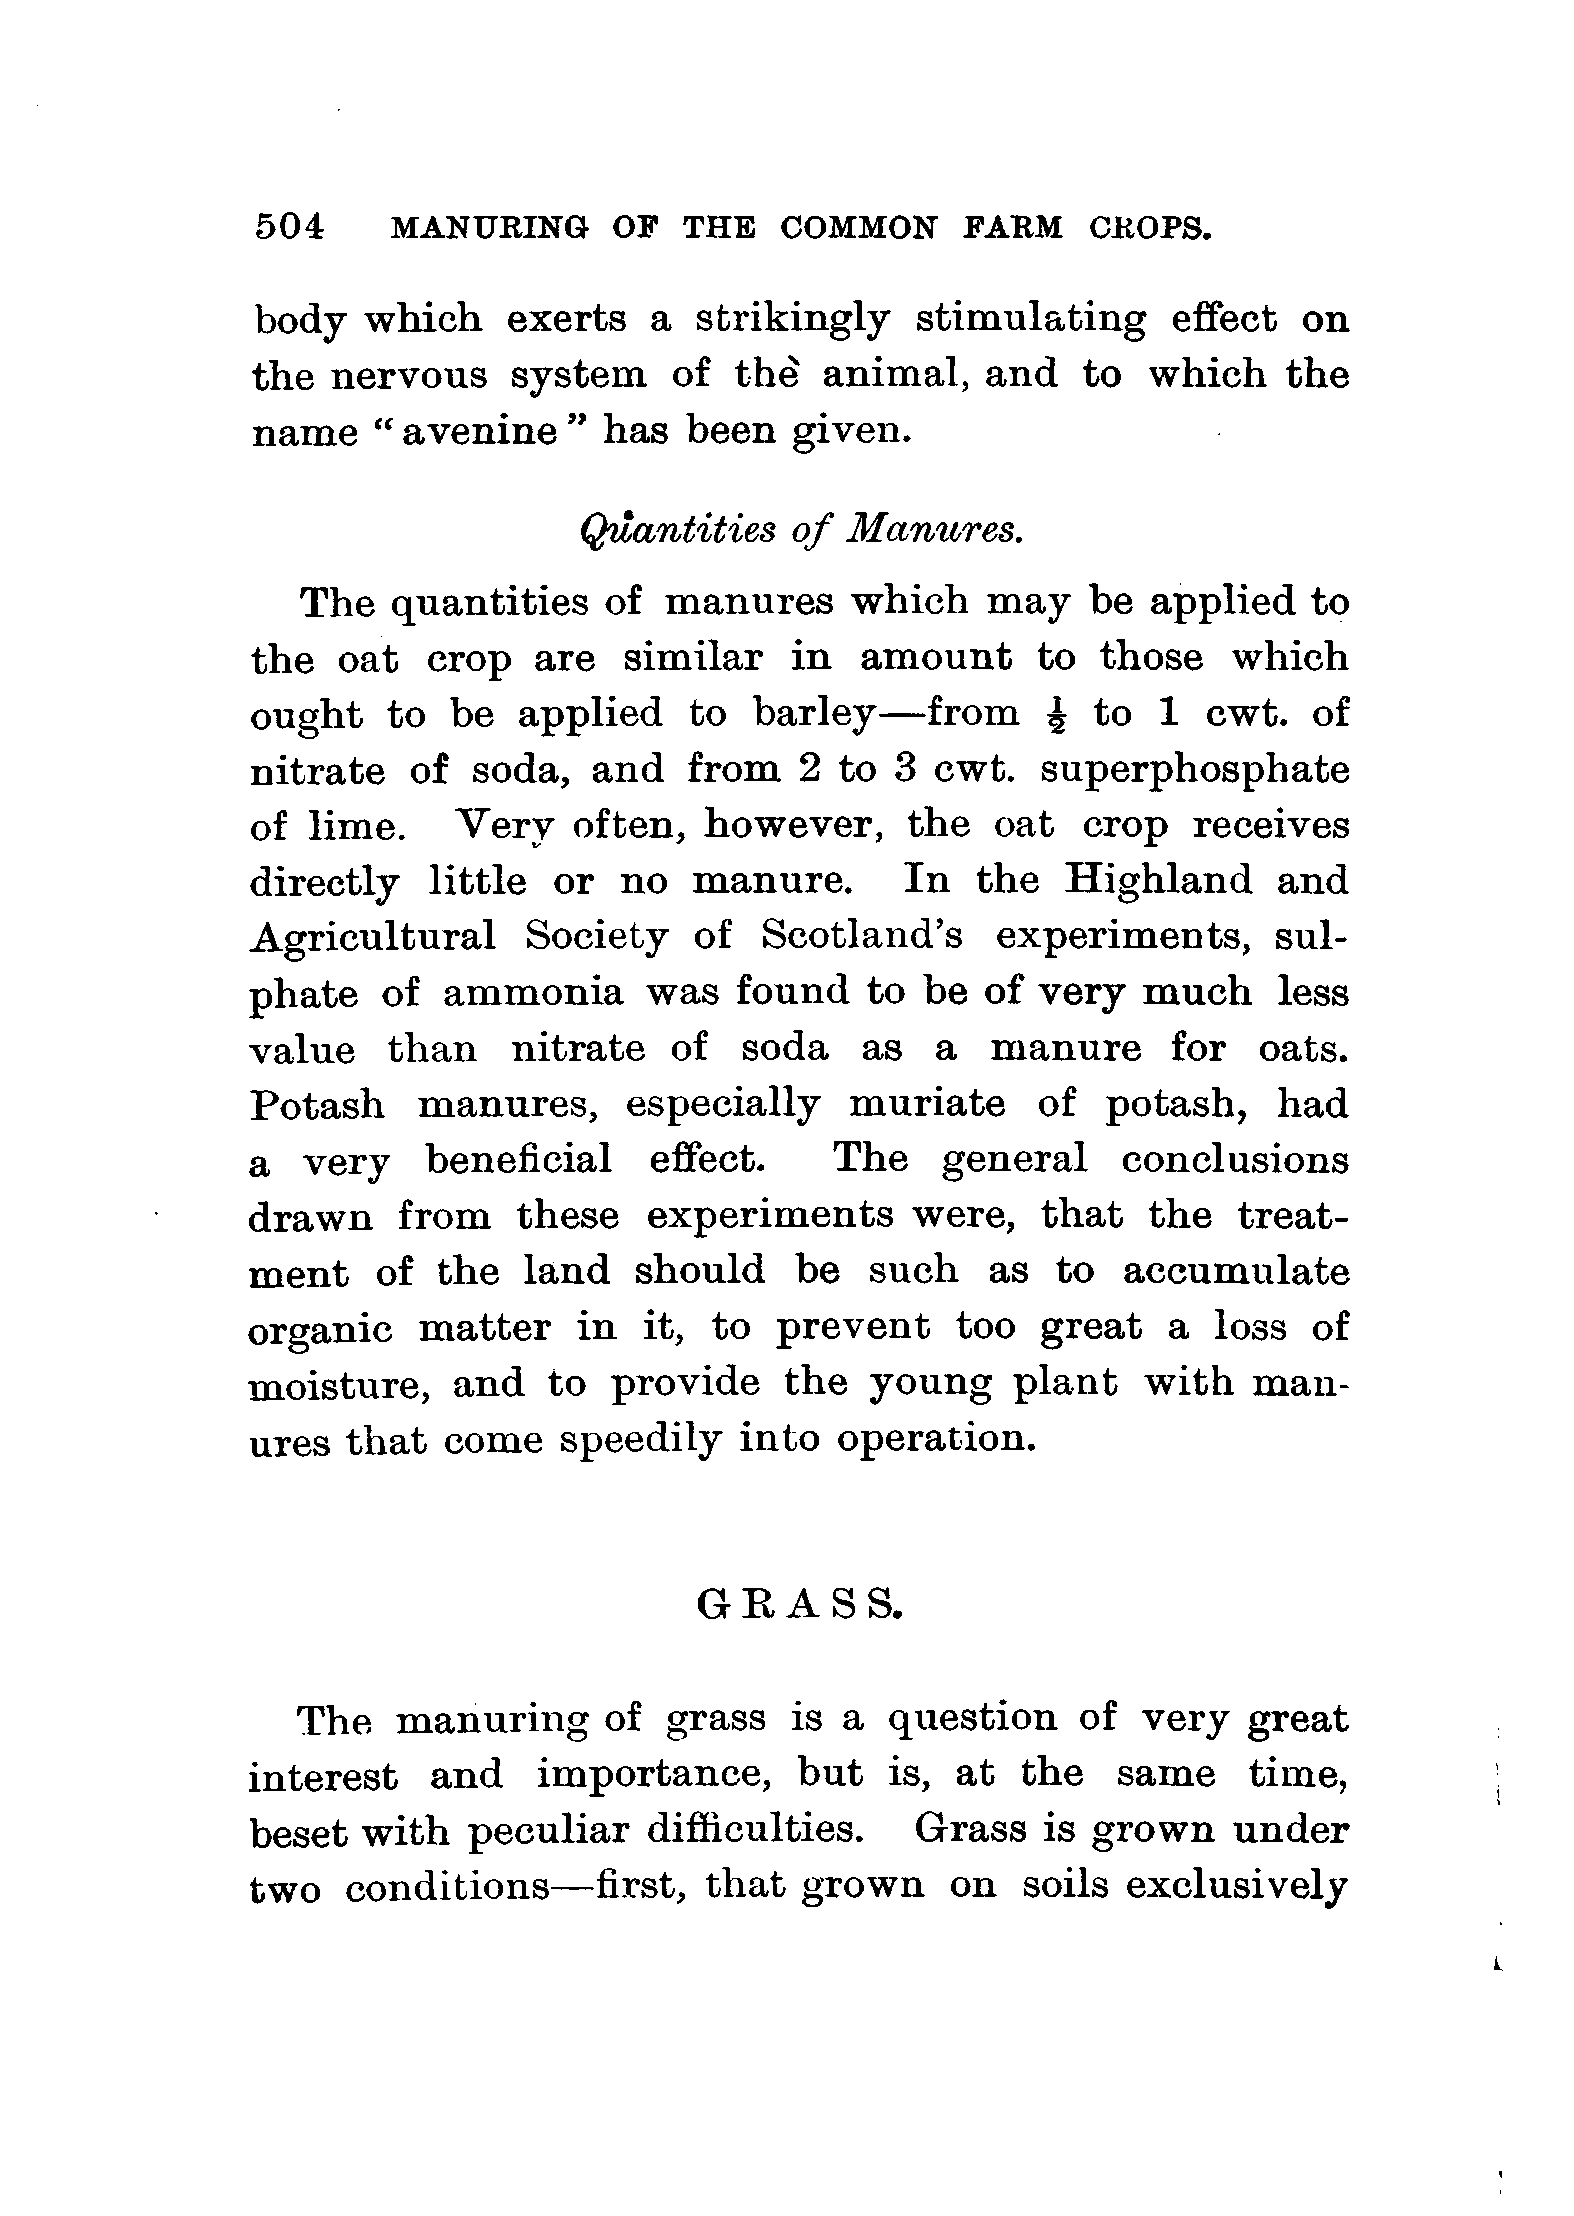 504 MANURING OF THE COMMON FARM CROPS.
body which exerts a strikingly stimulating effect on
the nervous system of the animal, and to which the
name “avenine” has been given.
Quantities of Manures.
The quantities of manures which may be applied to
the oat crop are similar in amount to those which
ought to be applied to barley—from ½ to 1 cwt. of
nitrate of soda, and from 2 to 3 cwt. superphosphate
of lime. Very often, however, the oat crop receives
directly little or no manure. In the Highland and
Agricultural Society of Scotland's experiments, sul-
phate of ammonia was found to be of very much less
value than nitrate of soda as a manure for oats.
Potash manures, especially muriate of potash, had
a very beneficial effect. The general conclusions
drawn from these experiments were, that the treat-
ment of the land should be such as to accumulate
organic matter in it, to prevent too great a loss of
moisture, and to provide the young plant with man-
ures that come speedily into operation.
GRASS.
The manuring of grass is a question of very great
interest and importance, but is, at the same time,
beset with peculiar difficulties. Grass is grown under
two conditions—first, that grown on soils exclusively